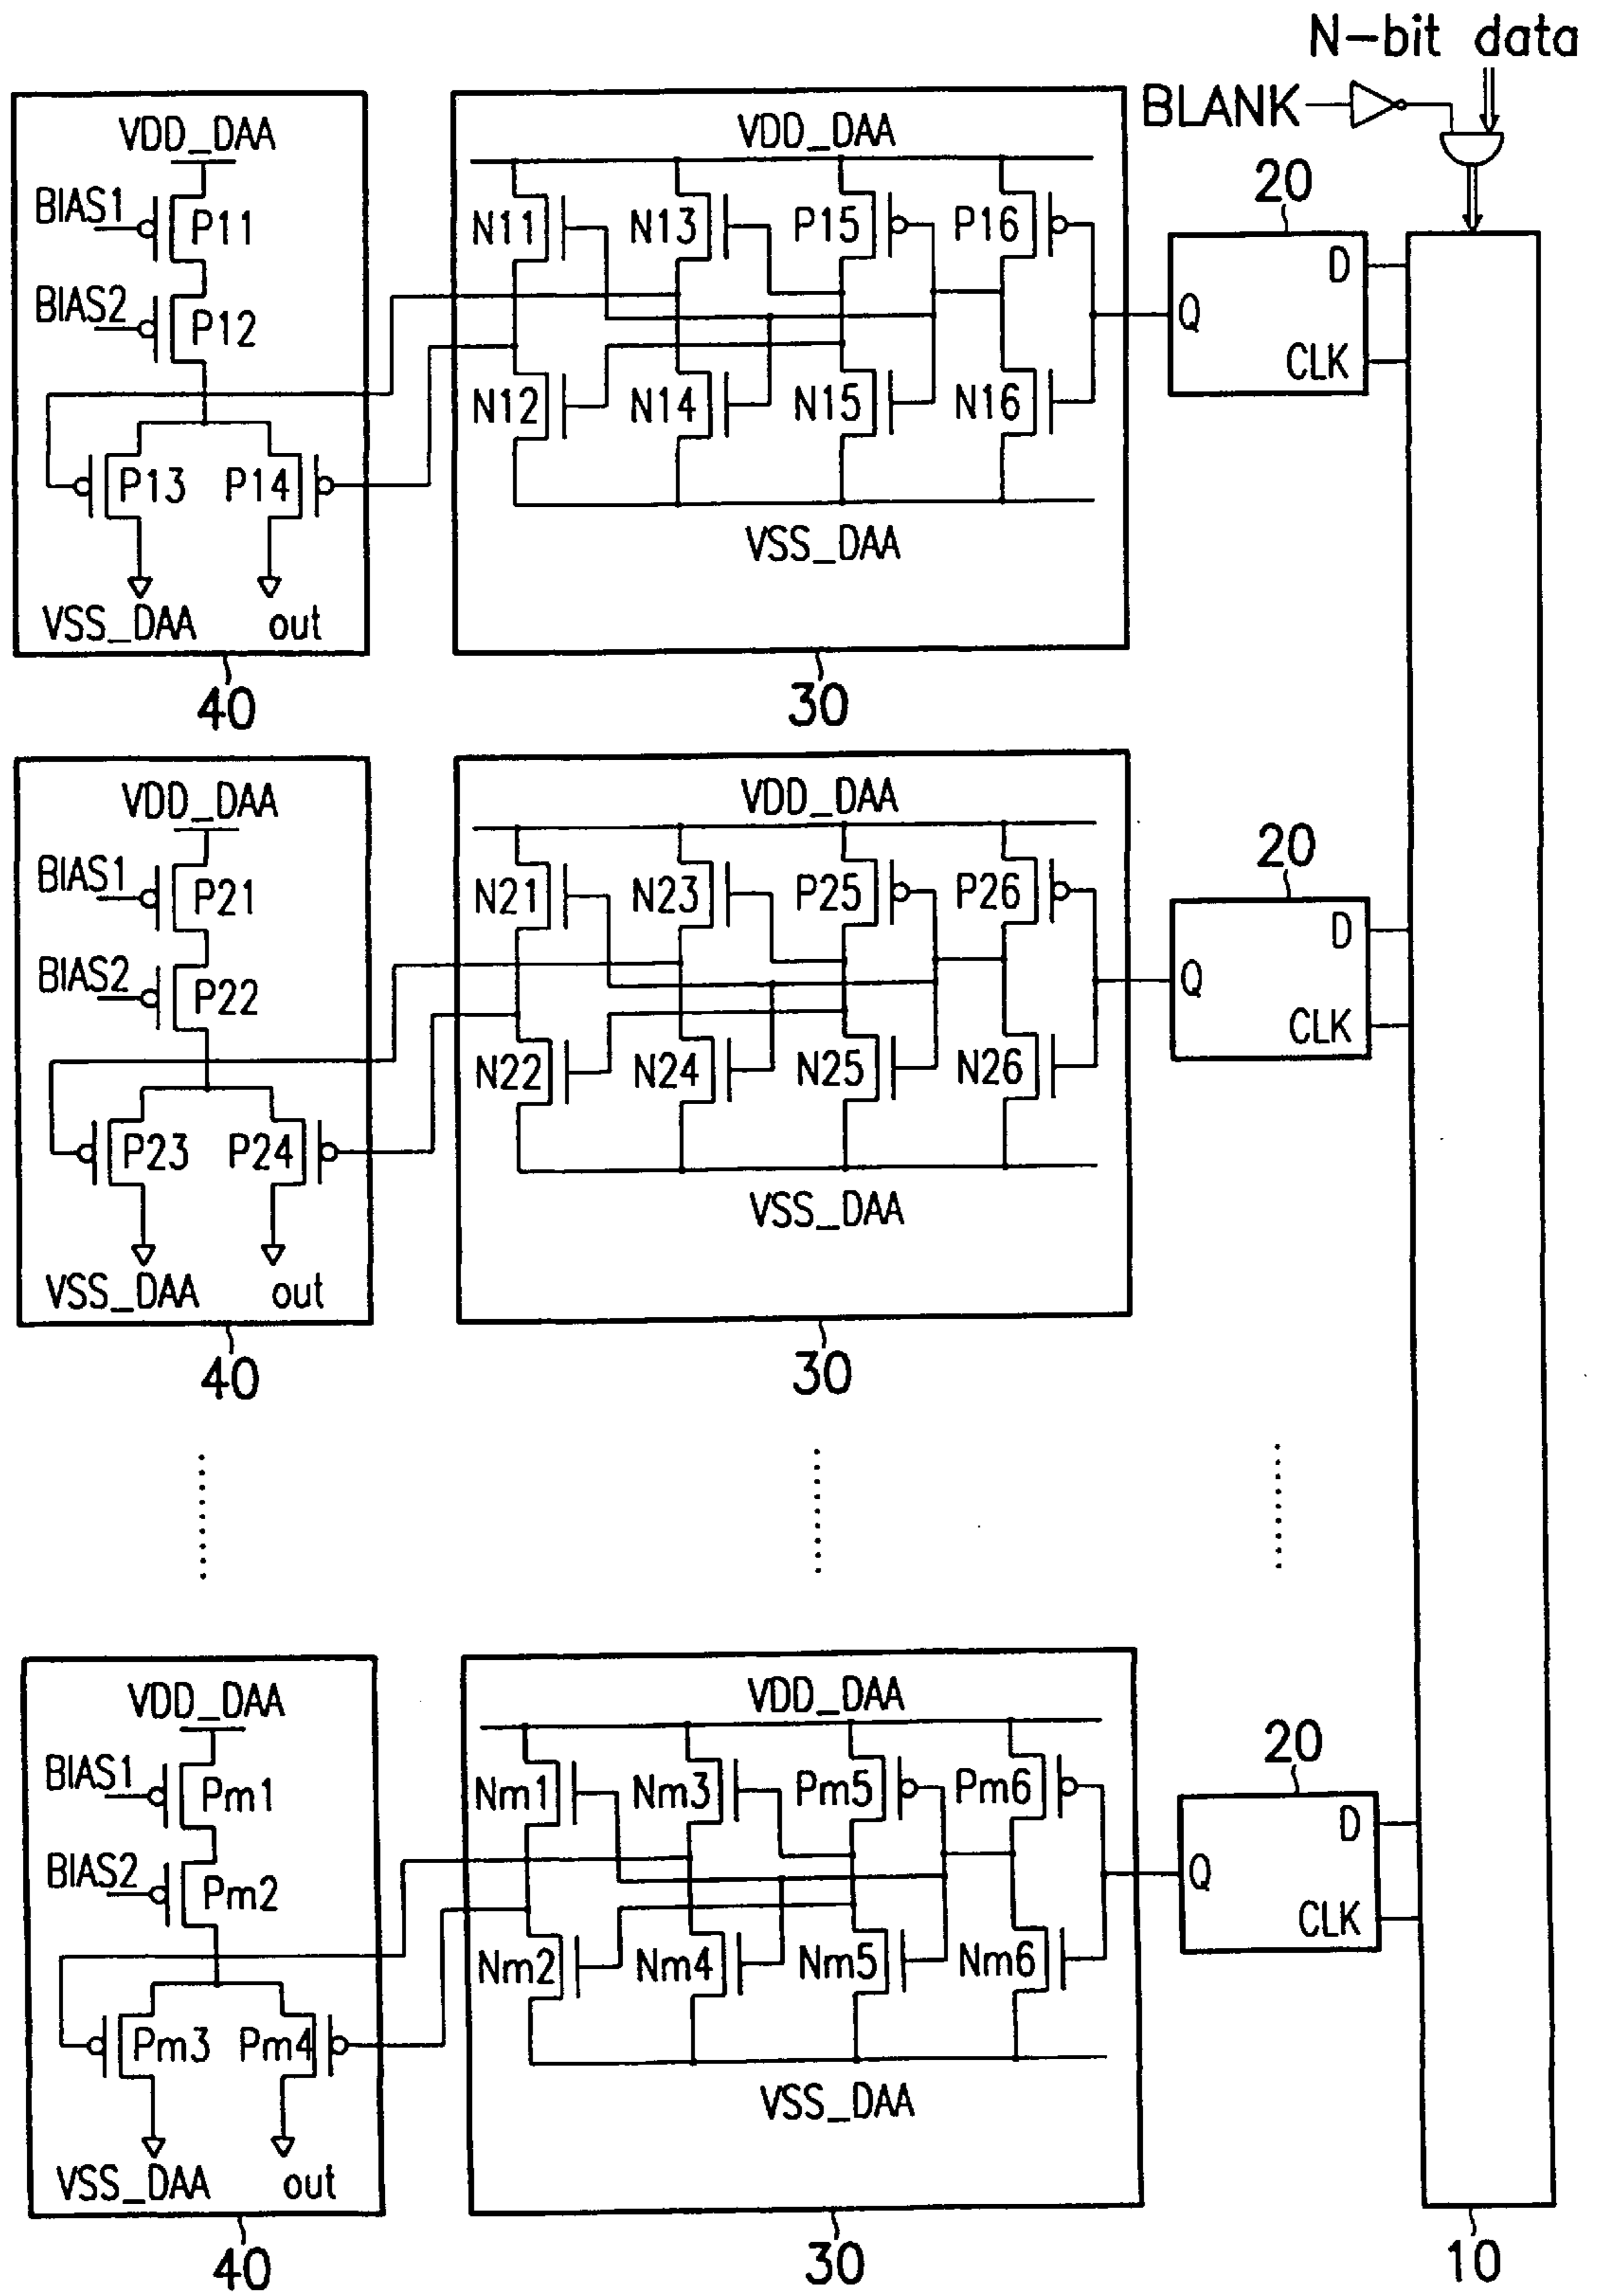 N-bit data
BLANK
VDD_DAA
BIAS1
P11
BIAS2
P12
P13
P14
VSS_DAA
out
40
VDD_DAA
N11
N13
P15
P16
N12
N14
N15
N16
VSS_DAA
30
20
D
Q
CLK
VDD_DAA
BIAS1
P21
BIAS2
P22
P23
P24
VSS_DAA
out
40
VDD_DAA
N21
N23
P25
P26
N22
N24
N25
N26
VSS_DAA
30
20
D
Q
CLK
VDD_DAA
BIAS1
Pm1
BIAS2
Pm2
Pm3
Pm4
VSS_DAA
out
40
VDD_DAA
Nm1
Nm3
Pm5
Pm6
Nm2
Nm4
Nm5
Nm6
VSS_DAA
30
20
D
Q
CLK
10